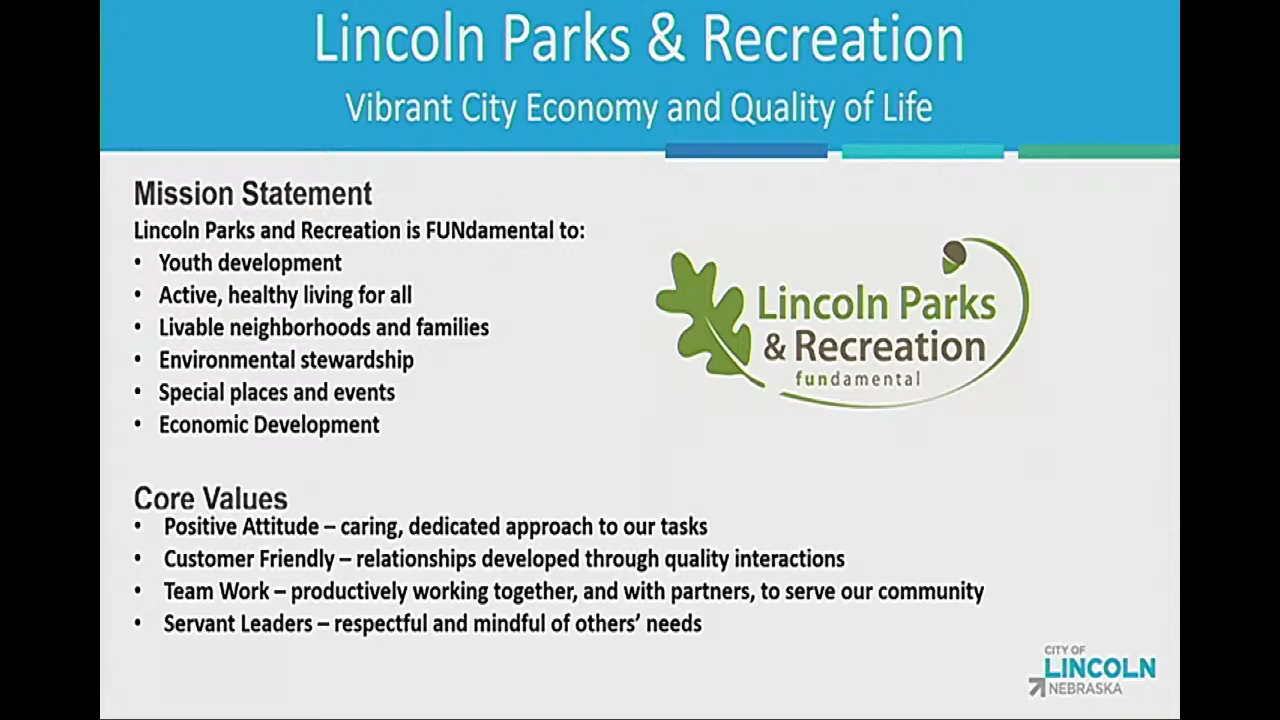 Lincoln Parks & Recreation
Vibrant City Economy and Quality of Life
Mission Statement
Lincoln Parks and Recreation is FUNdamental to:
• Youth development
• Active, healthy living for all
• Livable neighborhoods and families
• Environmental stewardship
• Special places and events
• Economic Development
Lincoln Parks
& Recreation
fundamental
Core Values
• Positive Attitude – caring, dedicated approach to our tasks
• Customer Friendly – relationships developed through quality interactions
• Team Work – productively working together, and with partners, to serve our community
• Servant Leaders – respectful and mindful of others’ needs
CITY OF
LINCOLN
NEBRASKA